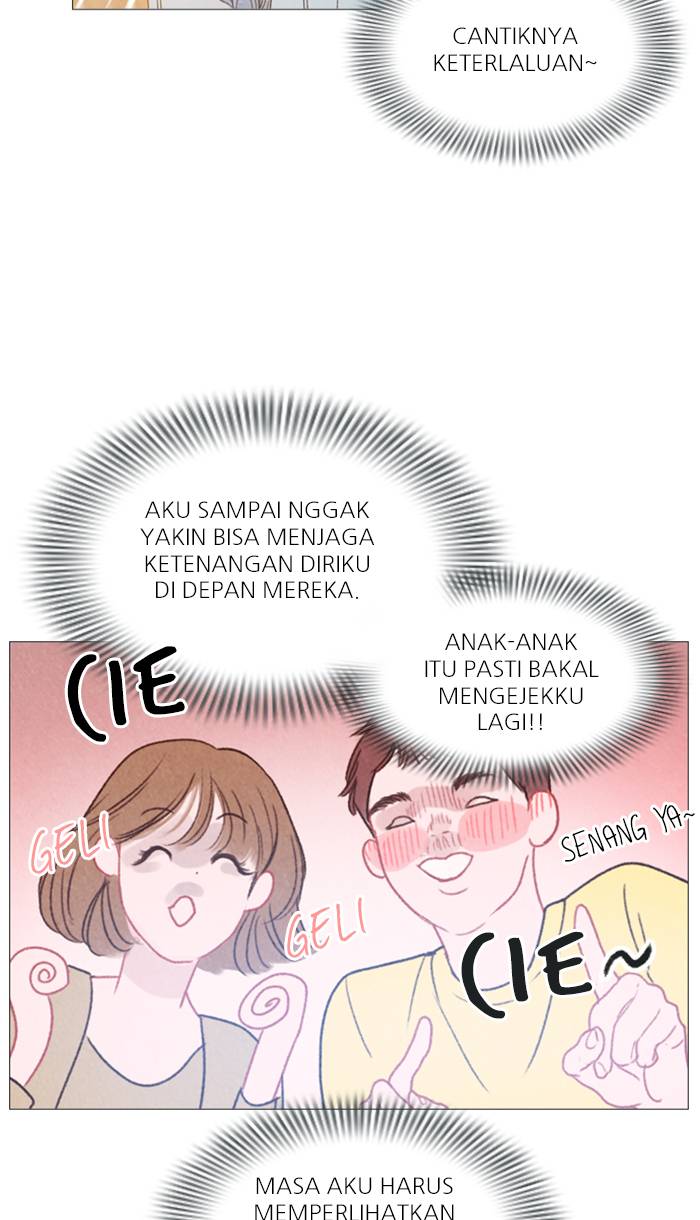 CANTIKNYA
KETERLALUAN~
AKU SAMPAI NGGAK
YAKIN BISA MENJAGA
KETENANGAN DIRIKU
DI DEPAN MEREKA.
ANAK-ANAK
ITU PASTI BAKAL
MENGEJEKKU
LAGI!!
CIE
GELI
SENANG YA~
GELI
CIE~
MASA AKU HARUS
MEMPERLIHATKAN